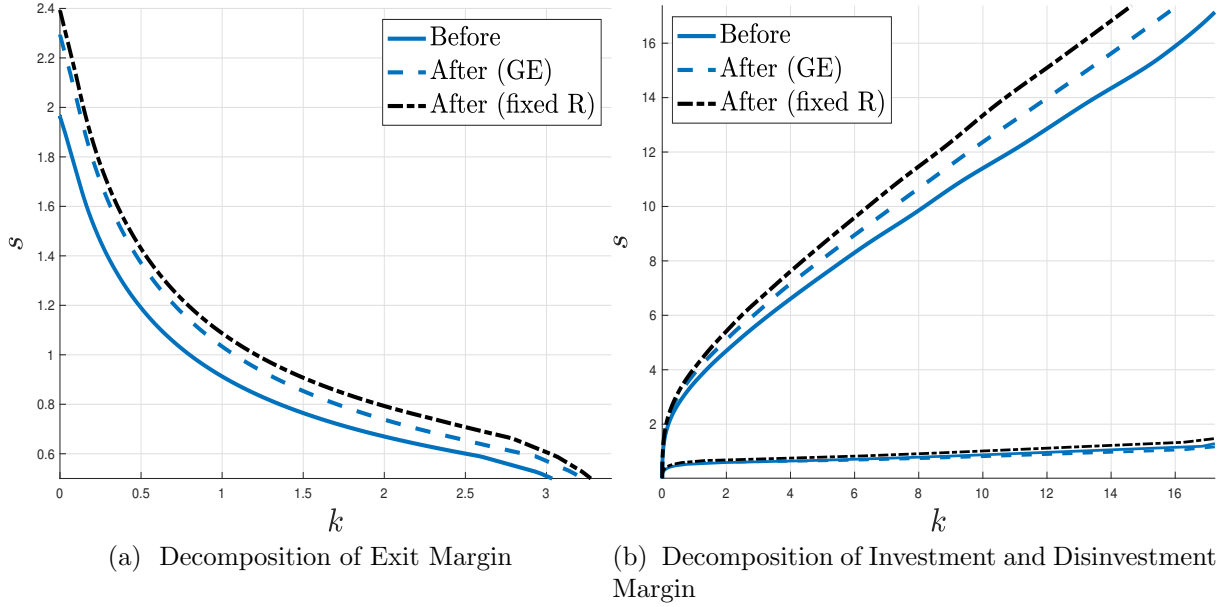 2.4
2.2
2
1.8
1.6
1.4
1.2
1
0.8
0.6
s
0
0.5
1
1.5
2
2.5
3
k
Before
After (GE)
After (fixed R)
(a) Decomposition of Exit Margin
16
14
12
10
8
6
4
2
s
0
2
4
6
8
10
12
14
16
k
Before
After (GE)
After (fixed R)
(b) Decomposition of Investment and Disinvestment
Margin